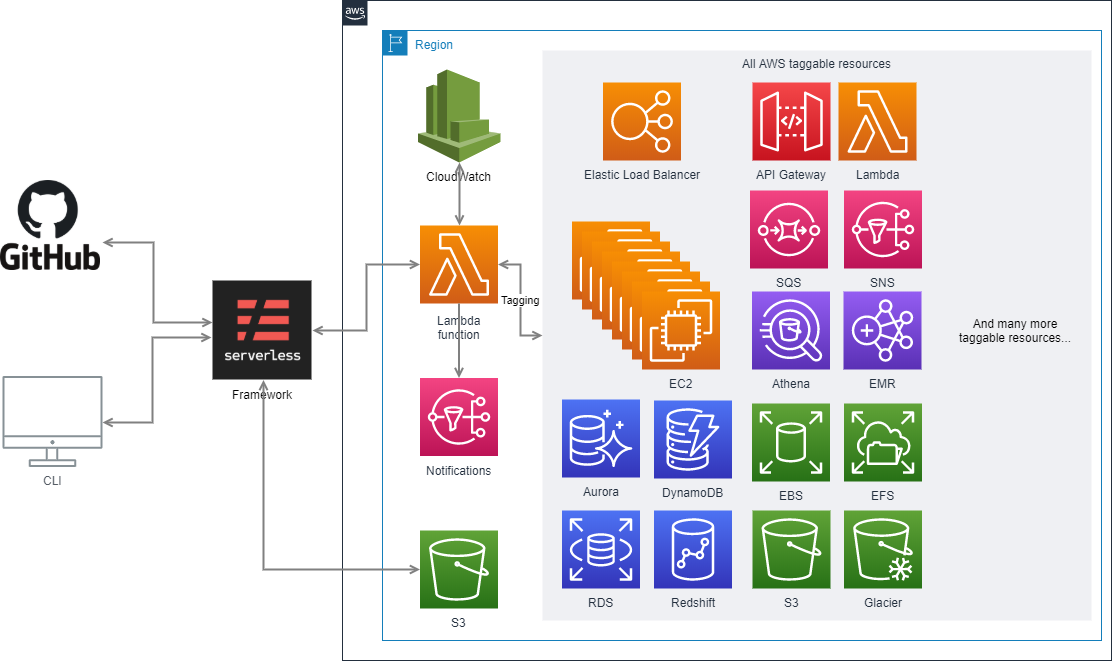 aws
Region
All AWS taggable resources
CloudWatch
Elastic Load Balancer
API Gateway
Lambda
GitHub
SQS
SNS
Tagging
Lambda
function
serverless
Framework
And many more
taggable resources...
EC2
Athena
EMR
CLI
Notifications
Aurora
DynamoDB
EBS
EFS
RDS
Redshift
S3
Glacier
S3